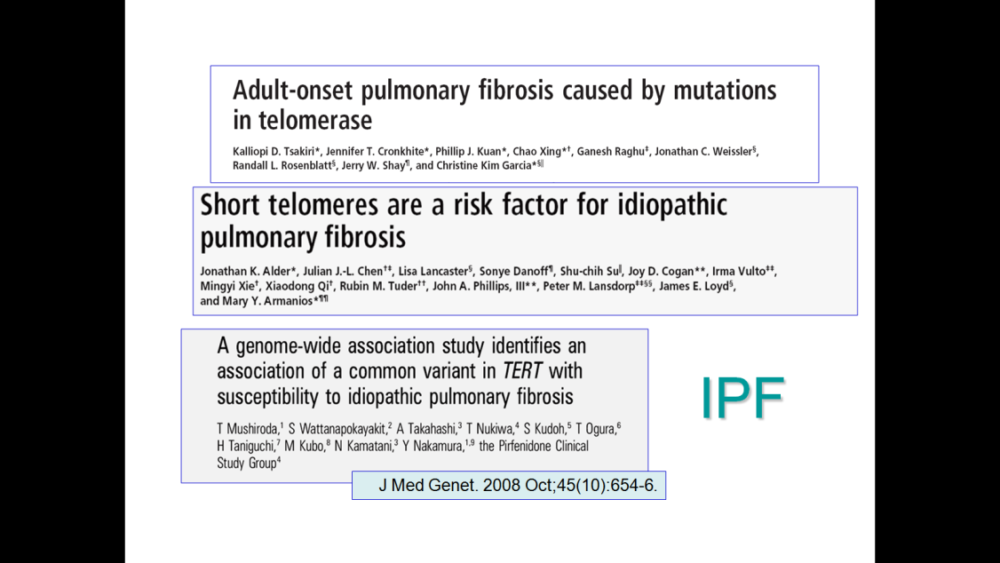 Adult-onset pulmonary fibrosis caused by mutations
in telomerase
Kalliopi D. Tsakiri*, Jennifer T. Cronkhite*, Phillip J. Kuan*, Chao Xing*†, Ganesh Raghu‡, Jonathan C. Weissler§,
Randall L. Rosenblatt§, Jerry W. Shay¶, and Christine Kim Garcia*§‖
Short telomeres are a risk factor for idiopathic
pulmonary fibrosis
Jonathan K. Alder*, Julian J.-L. Chen†‡, Lisa Lancaster§, Sonye Danoff¶, Shu-chih Su‖, Joy D. Cogan**, Irma Vulto‡‡,
Mingyi Xie†, Xiaodong Qi†, Rubin M. Tuder††, John A. Phillips, III**, Peter M. Lansdorp‡‡§§, James E. Loyd§,
and Mary Y. Armanios*¶¶
A genome-wide association study identifies an
association of a common variant in TERT with
susceptibility to idiopathic pulmonary fibrosis
T Mushiroda,1 S Wattanapokayakit,2 A Takahashi,3 T Nukiwa,4 S Kudoh,5 T Ogura,6
H Taniguchi,7 M Kubo,8 N Kamatani,3 Y Nakamura,1,9 the Pirfenidone Clinical
Study Group4
IPF
J Med Genet. 2008 Oct;45(10):654-6.